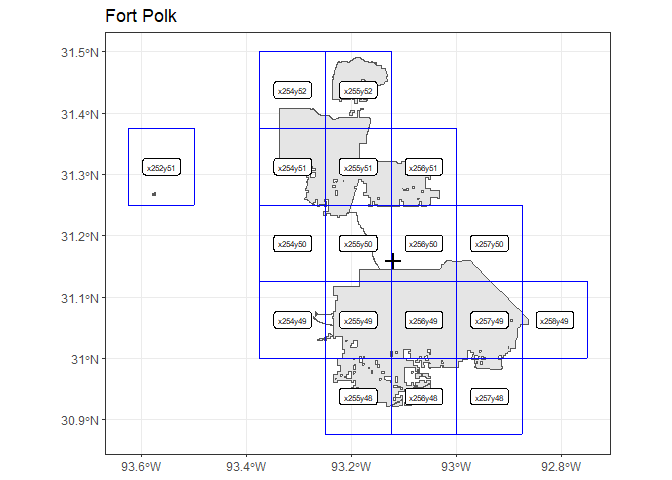 Fort Polk
31.5°N
x254y52 x255y52
31.4°N
x252y51 x254y51 x255y51 x256y51
31.3°N
31.2°N
x254y50 x255y50 x256y50 x257y50
31.1°N
x254y49 x255y49 x256y49 x257y49 x258y49
31°N
x255y48 x256y48 x257y48
30.9°N
93.6°W 93.4°W 93.2°W 93°W 92.8°W